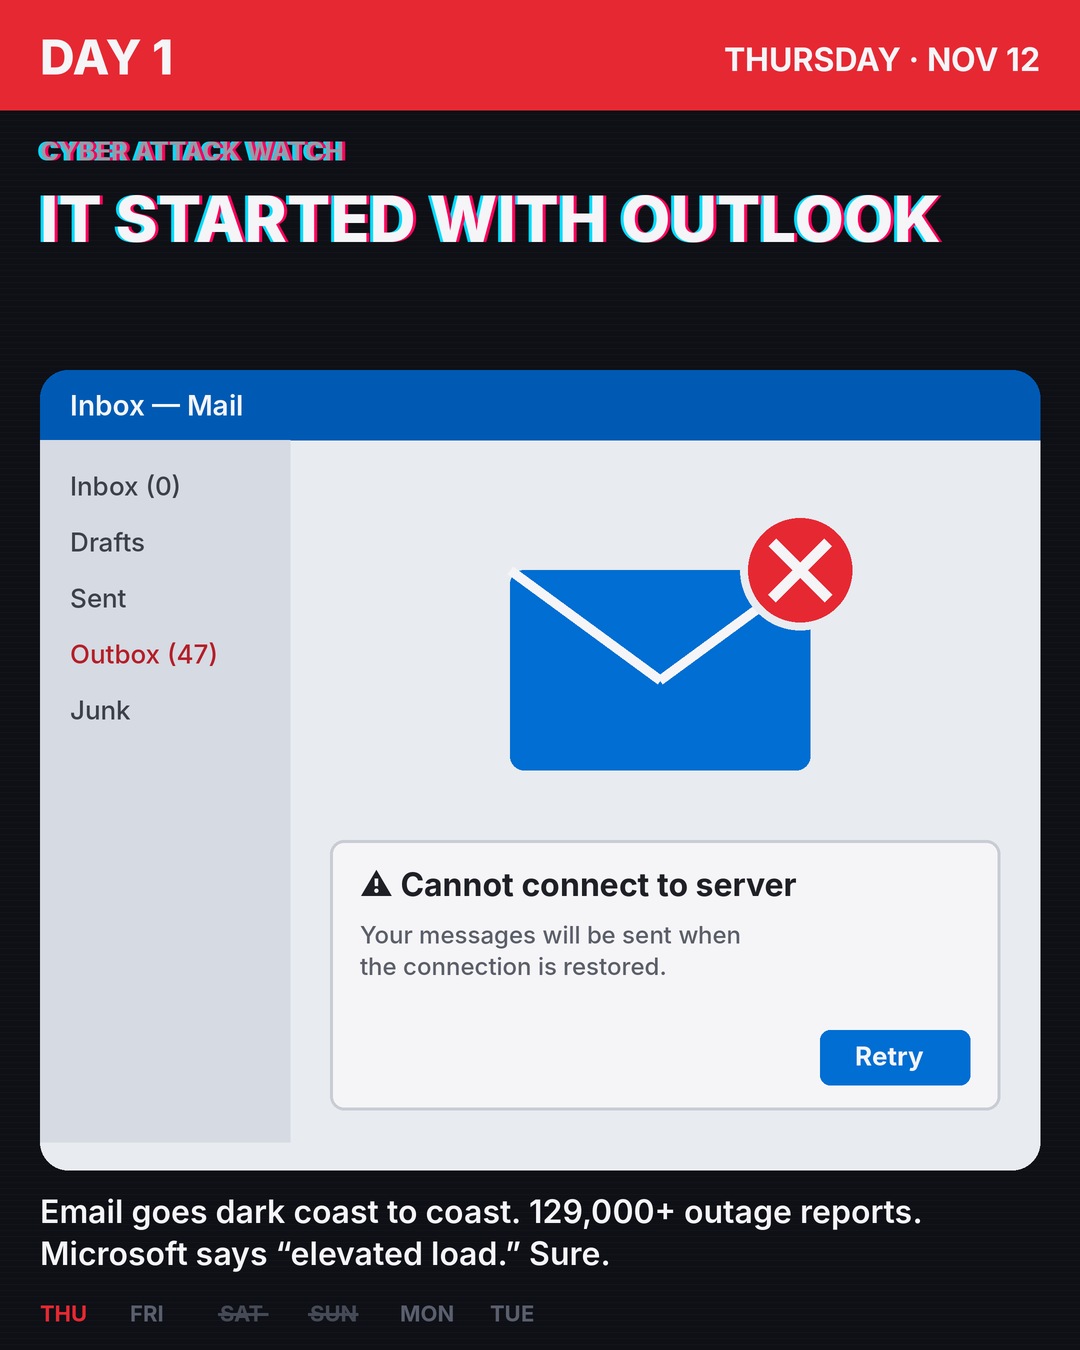 DAY 1
THURSDAY · NOV 12
CYBER ATTACK WATCH
IT STARTED WITH OUTLOOK
Inbox — Mail
Inbox (0)
Drafts
Sent
Outbox (47)
Junk
⚠ Cannot connect to server
Your messages will be sent when
the connection is restored.
Retry
Email goes dark coast to coast. 129,000+ outage reports.
Microsoft says “elevated load.” Sure.
THU FRI SAT SUN MON TUE